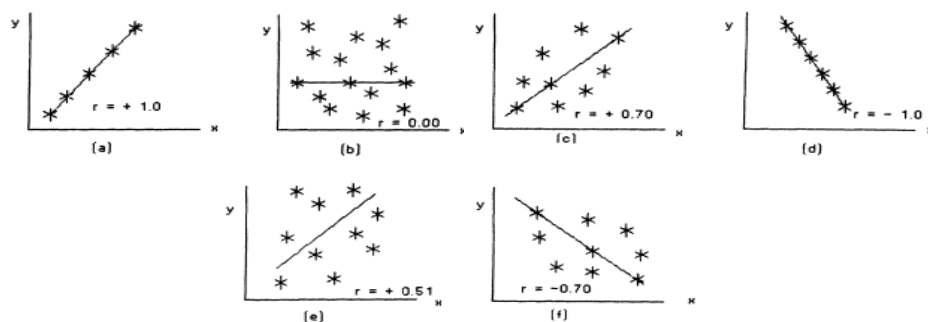 y
r = + 1.0
x
(a)
y
r = 0.00
x
(b)
y
r = + 0.70
x
(c)
y
r = - 1.0
x
(d)
y
r = + 0.51
x
(e)
y
r = -0.70
x
(f)